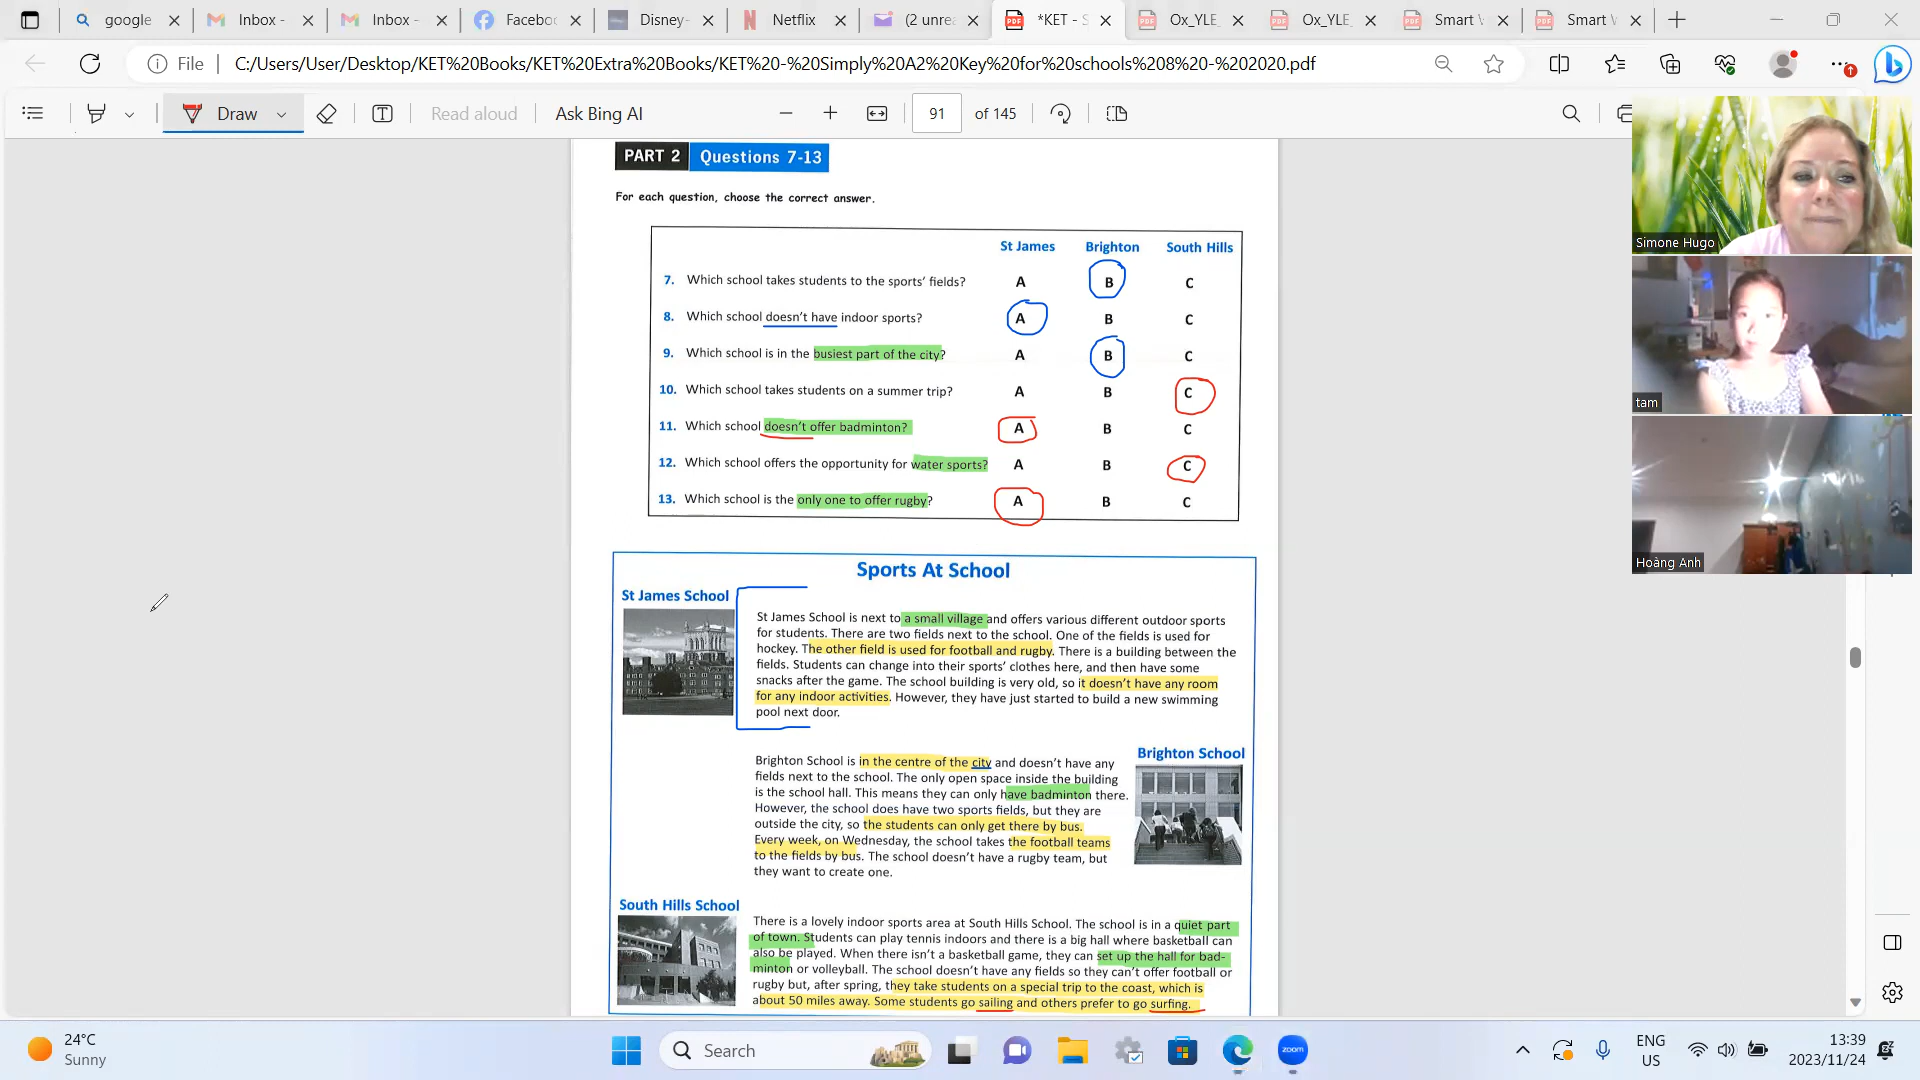 google
Inbox -
Inbox -
Facebo
Disney-
Netflix
(2 unrea
*KET - S
Ox_YLE_
Ox_YLE_
Smart W
Smart W
File
C:/Users/User/Desktop/KET%20Books/KET%20Extra%20Books/KET%20-%20Simply%20A2%20Key%20for%20schools%208%20-%202020.pdf
Draw
Read aloud
Ask Bing AI
91
of 145
PART 2 Questions 7-13
For each question, choose the correct answer.
St James Brighton South Hills
7. Which school takes students to the sports' fields? A B C
8. Which school doesn't have indoor sports? A B C
9. Which school is in the busiest part of the city? A B C
10. Which school takes students on a summer trip? A B C
11. Which school doesn't offer badminton? A B C
12. Which school offers the opportunity for water sports? A B C
13. Which school is the only one to offer rugby? A B C
Sports At School
St James School
St James School is next to a small village and offers various different outdoor sports
for students. There are two fields next to the school. One of the fields is used for
hockey. The other field is used for football and rugby. There is a building between the
fields. Students can change into their sports' clothes here, and then have some
snacks after the game. The school building is very old, so it doesn't have any room
for any indoor activities. However, they have just started to build a new swimming
pool next door.
Brighton School
Brighton School is in the centre of the city and doesn't have any
fields next to the school. The only open space inside the building
is the school hall. This means they can only have badminton there.
However, the school does have two sports fields, but they are
outside the city, so the students can only get there by bus.
Every week, on Wednesday, the school takes the football teams
to the fields by bus. The school doesn't have a rugby team, but
they want to create one.
South Hills School
There is a lovely indoor sports area at South Hills School. The school is in a quiet part
of town. Students can play tennis indoors and there is a big hall where basketball can
also be played. When there isn't a basketball game, they can set up the hall for bad-
minton or volleyball. The school doesn't have any fields so they can't offer football or
rugby but, after spring, they take students on a special trip to the coast, which is
about 50 miles away. Some students go sailing and others prefer to go surfing.
Simone Hugo
tam
Hoàng Anh
24°C
Sunny
Search
zoom
ENG
US
13:39
2023/11/24